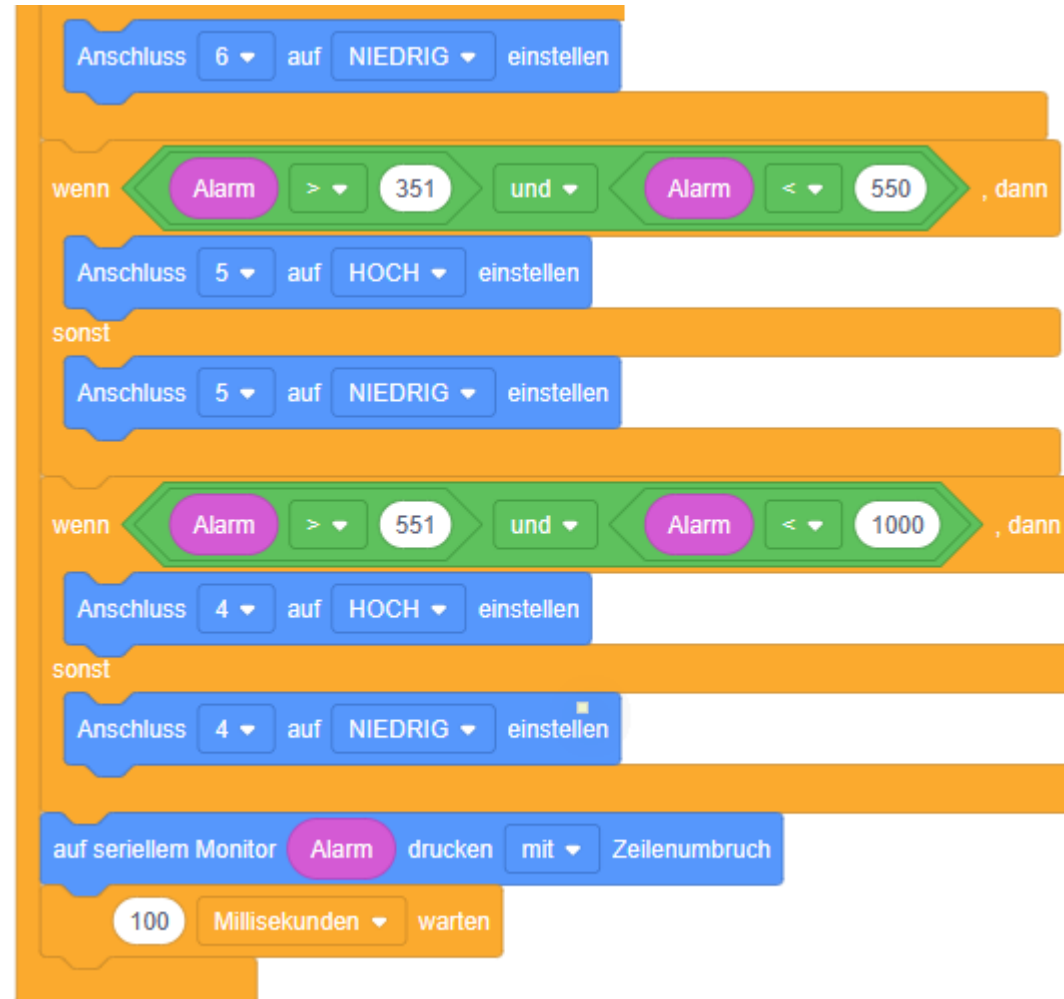 Anschluss 6 auf NIEDRIG einstellen
wenn Alarm > 351 und Alarm < 550 , dann
Anschluss 5 auf HOCH einstellen
sonst
Anschluss 5 auf NIEDRIG einstellen
wenn Alarm > 551 und Alarm < 1000 , dann
Anschluss 4 auf HOCH einstellen
sonst
Anschluss 4 auf NIEDRIG einstellen
auf seriellem Monitor Alarm drucken mit Zeilenumbruch
100 Millisekunden warten